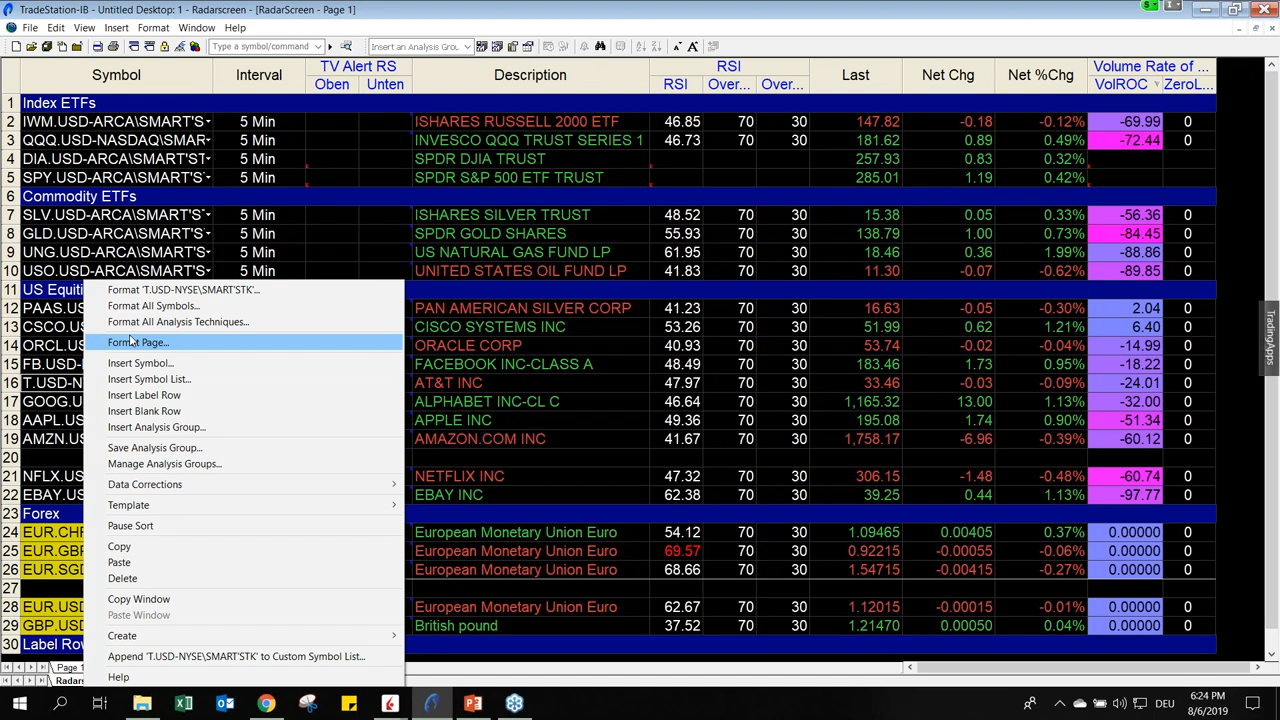 TradeStation-IB - Untitled Desktop: 1 - Radarscreen - [RadarScreen - Page 1]
File Edit View Insert Format Window Help
Type a symbol/command Insert an Analysis Grou
Symbol Interval TV Alert RS Description RSI Last Net Chg Net %Chg Volume Rate of ...
Oben Unten RSI Over... Over... VolROC ZeroL...
1 Index ETFs
2 IWM.USD-ARCA\SMART'S 5 Min ISHARES RUSSELL 2000 ETF 46.85 70 30 147.82 -0.18 -0.12% -69.99 0
3 QQQ.USD-NASDAQ\SMAR 5 Min INVESCO QQQ TRUST SERIES 1 46.73 70 30 181.62 0.89 0.49% -72.44 0
4 DIA.USD-ARCA\SMART'ST 5 Min SPDR DJIA TRUST 257.93 0.83 0.32%
5 SPY.USD-ARCA\SMART'S 5 Min SPDR S&P 500 ETF TRUST 285.01 1.19 0.42%
6 Commodity ETFs
7 SLV.USD-ARCA\SMART'S 5 Min ISHARES SILVER TRUST 48.52 70 30 15.38 0.05 0.33% -56.36 0
8 GLD.USD-ARCA\SMART'S 5 Min SPDR GOLD SHARES 55.93 70 30 138.79 1.00 0.73% -84.45 0
9 UNG.USD-ARCA\SMART'S 5 Min US NATURAL GAS FUND LP 61.95 70 30 18.46 0.36 1.99% -88.86 0
10 USO.USD-ARCA\SMART'S 5 Min UNITED STATES OIL FUND LP 41.83 70 30 11.30 -0.07 -0.62% -89.85 0
11 US Equiti
12 PAAS.US PAN AMERICAN SILVER CORP 41.23 70 30 16.63 -0.05 -0.30% 2.04 0
13 CSCO.US CISCO SYSTEMS INC 53.26 70 30 51.99 0.62 1.21% 6.40 0
14 ORCL.US ORACLE CORP 40.93 70 30 53.54 -0.02 -0.04% -14.99 0
15 FB.USD- FACEBOOK INC-CLASS A 48.49 70 30 183.46 1.73 0.95% -18.22 0
16 T.USD-N AT&T INC 47.97 70 30 33.46 -0.03 -0.09% -24.01 0
17 GOOG.US ALPHABET INC-CL C 46.64 70 30 1,165.32 13.00 1.13% -32.00 0
18 AAPL.US APPLE INC 49.36 70 30 195.08 1.74 0.90% -51.34 0
19 AMZN.US AMAZON.COM INC 41.67 70 30 1,758.17 -6.96 -0.39% -60.12 0
20
21 NFLX.US NETFLIX INC 47.32 70 30 306.15 -1.48 -0.48% -60.74 0
22 EBAY.US EBAY INC 62.38 70 30 39.25 0.44 1.13% -97.77 0
23 Forex
24 EUR.CHF European Monetary Union Euro 54.12 70 30 1.09465 0.00405 0.37% 0.00000 0
25 EUR.GBP European Monetary Union Euro 69.57 70 30 0.92215 -0.00055 -0.06% 0.00000 0
26 EUR.SGD European Monetary Union Euro 68.66 70 30 1.54715 -0.00415 -0.27% 0.00000 0
27
28 EUR.USD European Monetary Union Euro 62.67 70 30 1.12015 -0.00015 -0.01% 0.00000 0
29 GBP.USD British pound 37.52 70 30 1.21470 0.00050 0.04% 0.00000 0
30 Label Row
Format 'T.USD-NYSE\SMART'STK'...
Format All Symbols...
Format All Analysis Techniques...
Format Page...
Insert Symbol...
Insert Symbol List...
Insert Label Row
Insert Blank Row
Insert Analysis Group...
Save Analysis Group...
Manage Analysis Groups...
Data Corrections
Template
Pause Sort
Copy
Paste
Delete
Copy Window
Paste Window
Create
Append 'T.USD-NYSE\SMART'STK' to Custom Symbol List...
Help
Page 1
Radars
TradingApps
DEU
6:24 PM
8/6/2019